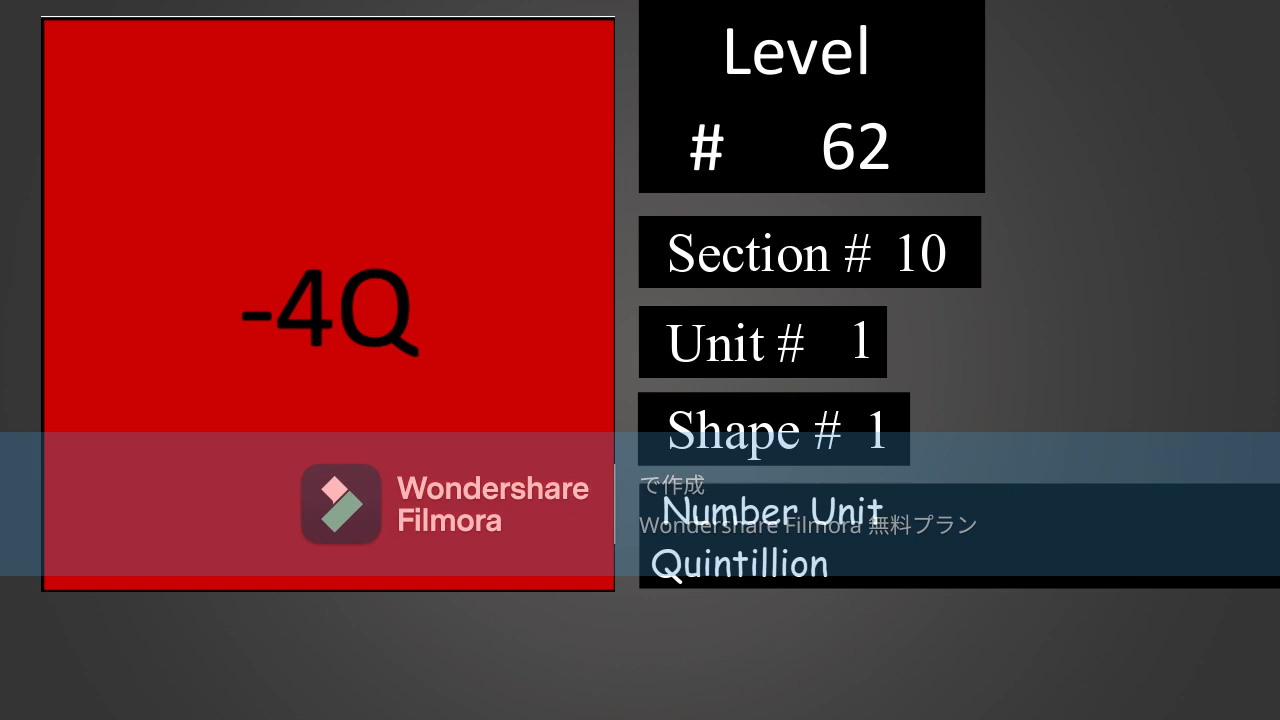 -4Q
Level
# 62
Section # 10
Unit # 1
Shape # 1
Wondershare
Filmora
で作成
Wondershare Filmora 無料プラン
Number Unit
Quintillion